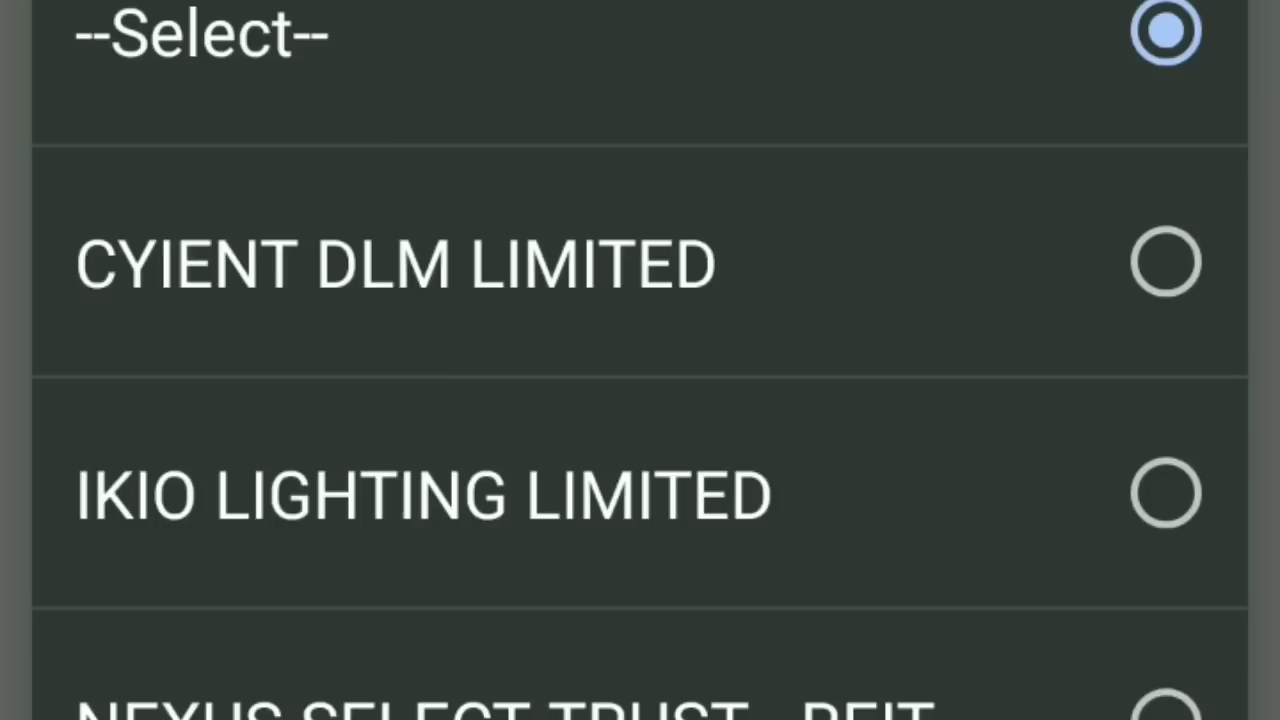 --Select--
CYIENT DLM LIMITED
IKIO LIGHTING LIMITED
NEXUS SELECT TRUST - REIT